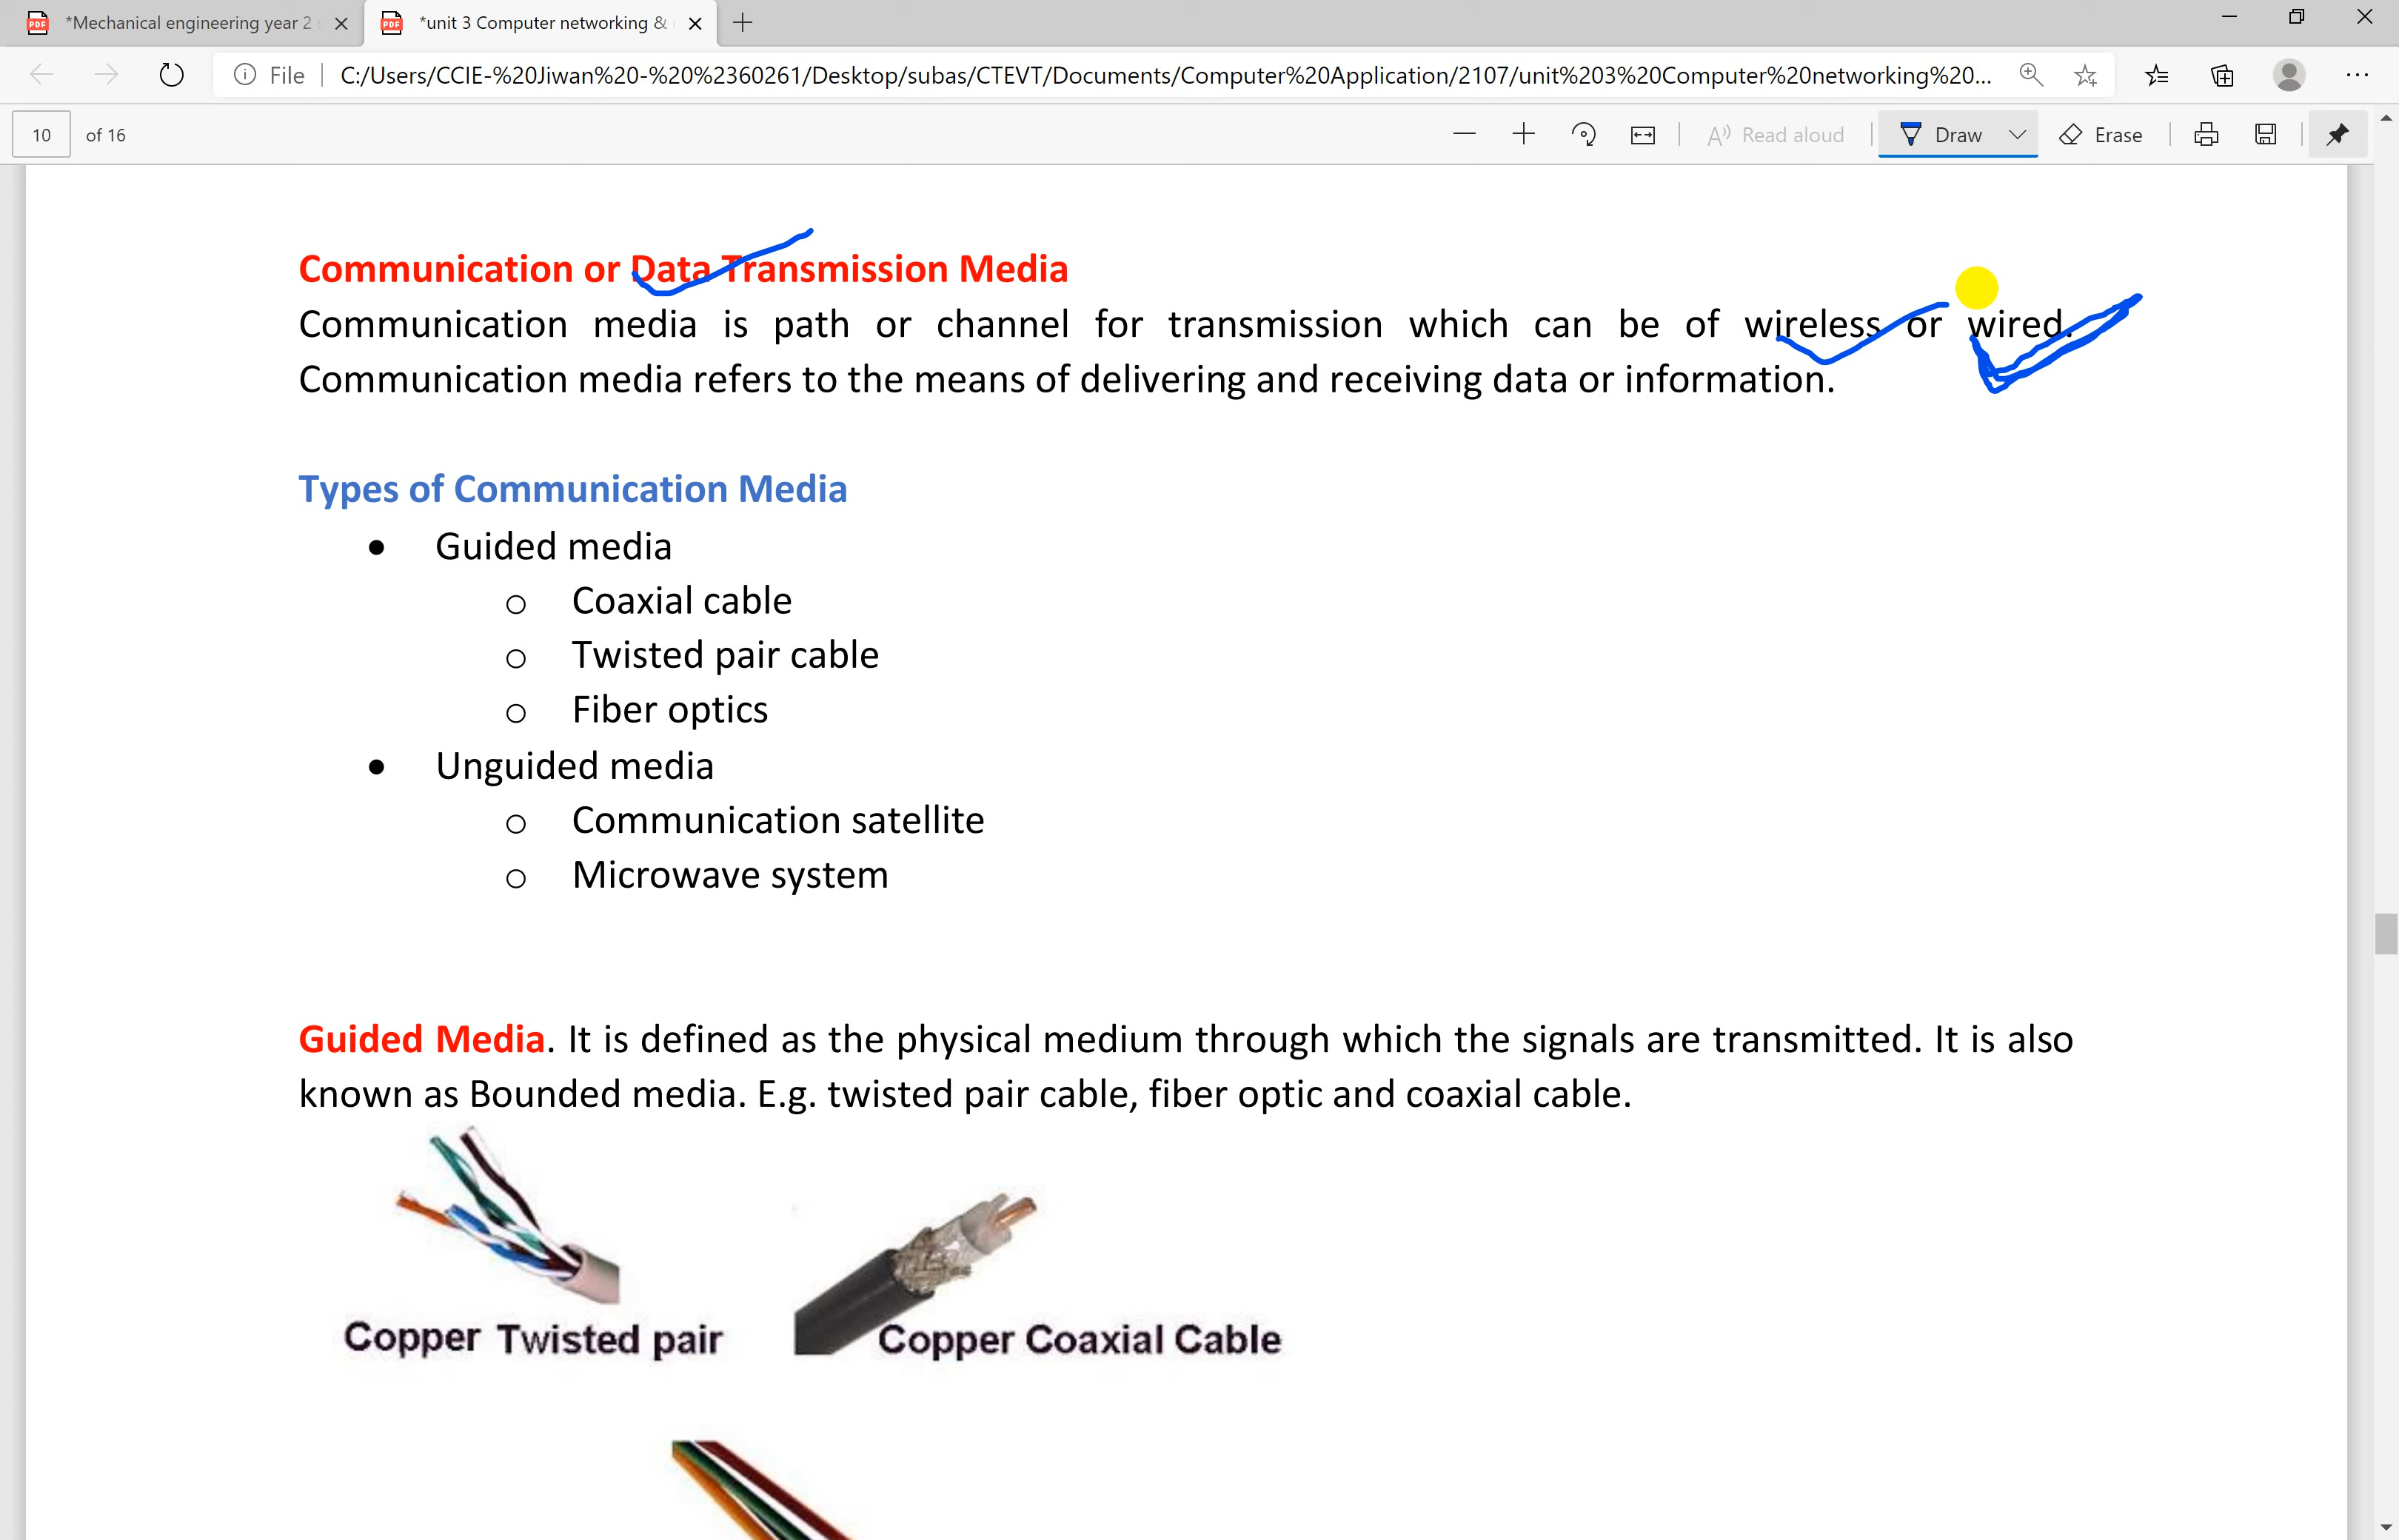 *Mechanical engineering year 2
*unit 3 Computer networking &
File
C:/Users/CCIE-%20Jiwan%20-%20%2360261/Desktop/subas/CTEVT/Documents/Computer%20Application/2107/unit%203%20Computer%20networking%20...
10 of 16
Read aloud
Draw
Erase
Communication or Data Transmission Media
Communication media is path or channel for transmission which can be of wireless or wired.
Communication media refers to the means of delivering and receiving data or information.
Types of Communication Media
• Guided media
o Coaxial cable
o Twisted pair cable
o Fiber optics
• Unguided media
o Communication satellite
o Microwave system
Guided Media. It is defined as the physical medium through which the signals are transmitted. It is also
known as Bounded media. E.g. twisted pair cable, fiber optic and coaxial cable.
Copper Twisted pair
Copper Coaxial Cable